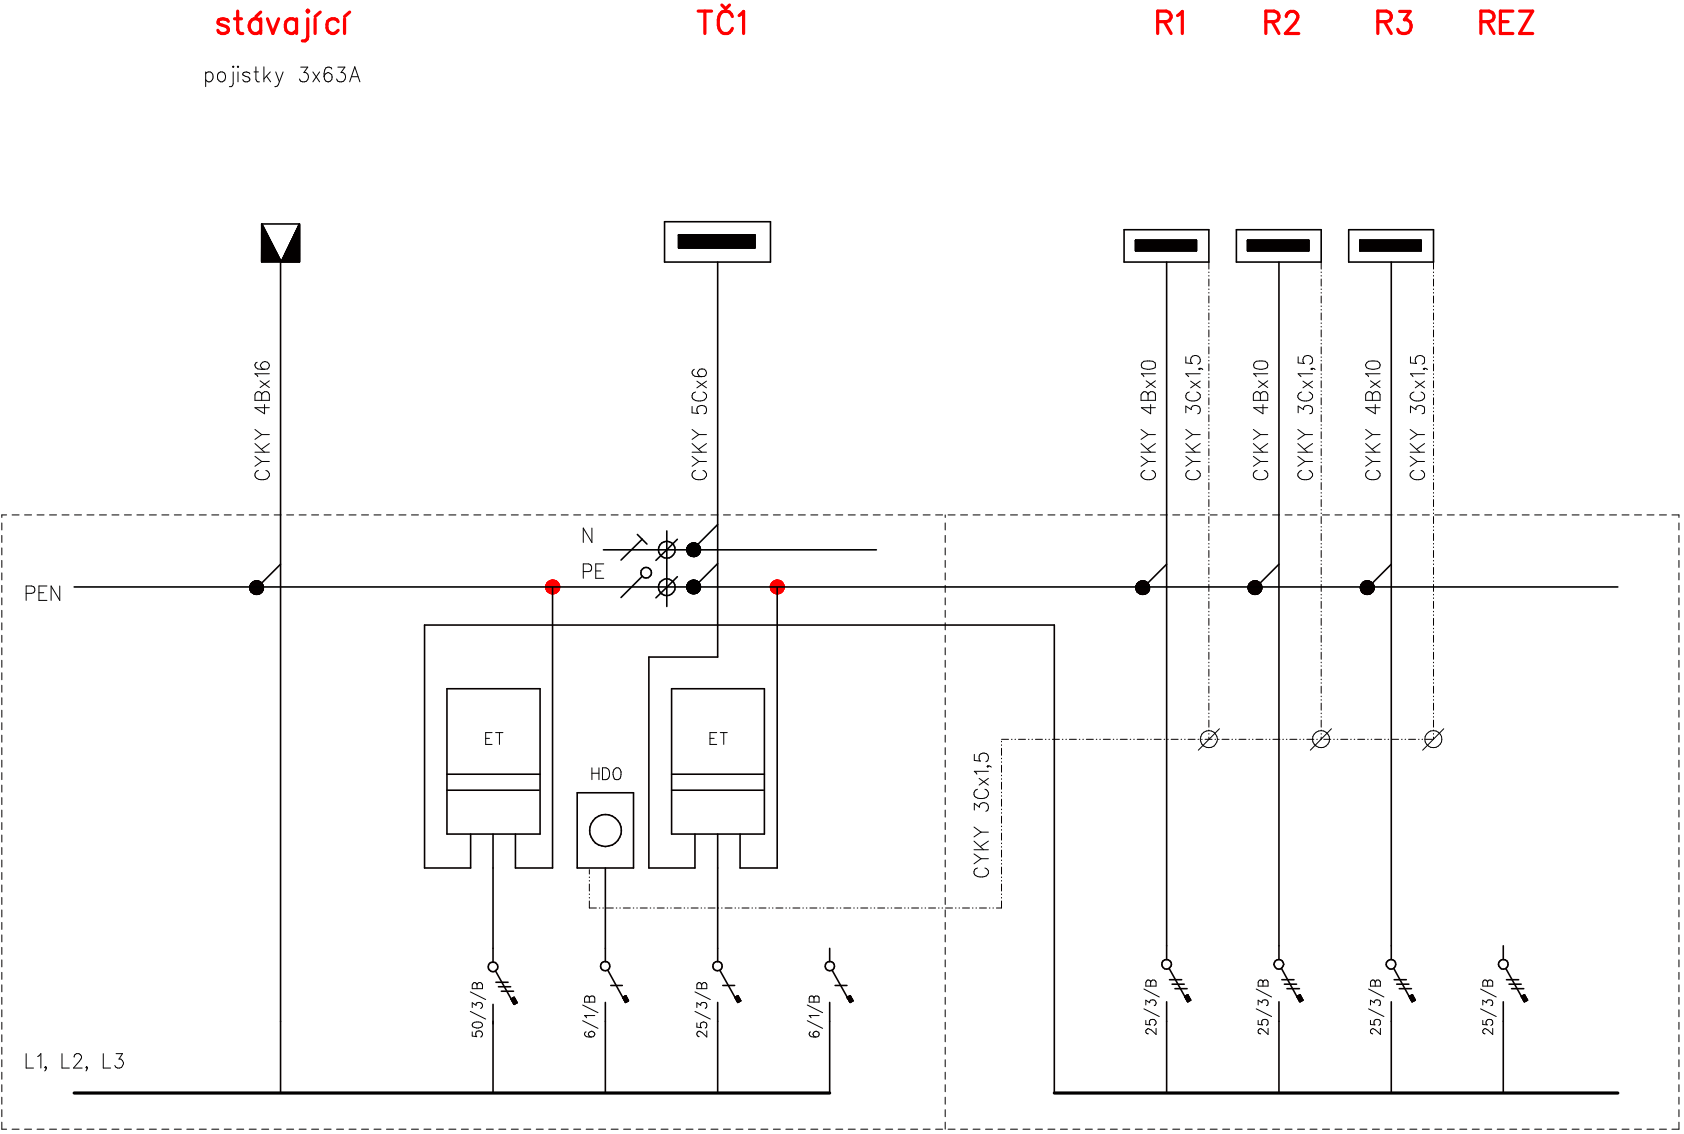 stávající
TČ1
R1
R2
R3
REZ
pojistky 3x63A
CYKY 4Bx16
CYKY 5Cx6
CYKY 4Bx10
CYKY 3Cx1,5
CYKY 4Bx10
CYKY 3Cx1,5
CYKY 4Bx10
CYKY 3Cx1,5
N
PE
PEN
ET
ET
HDO
CYKY 3Cx1,5
50/3/B
6/1/B
25/3/B
6/1/B
25/3/B
25/3/B
25/3/B
25/3/B
L1, L2, L3